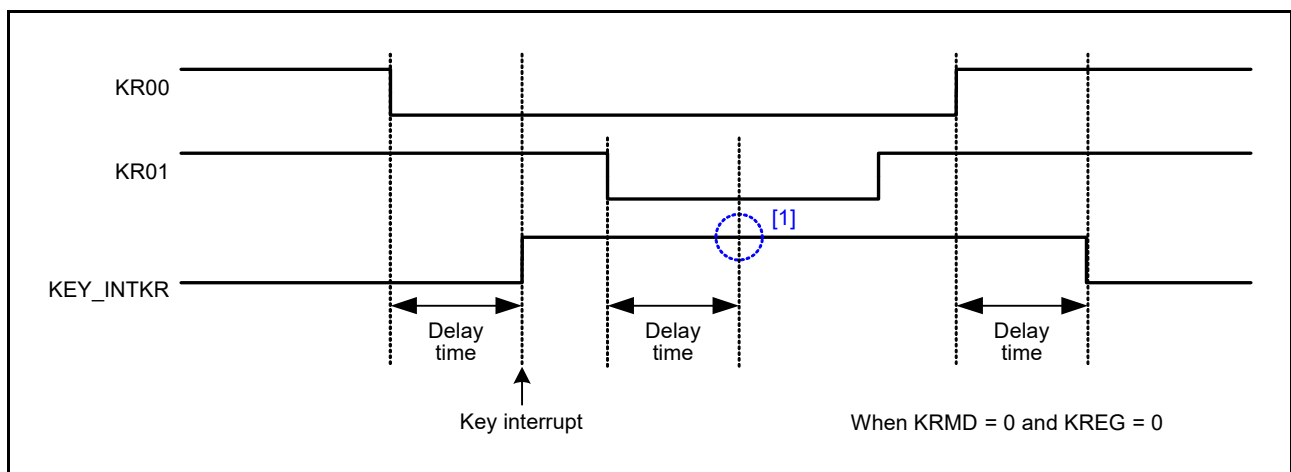 KR00
KR01
[1]
KEY_INTKR
Delay
time
Delay
time
Delay
time
Key interrupt
When KRMD = 0 and KREG = 0